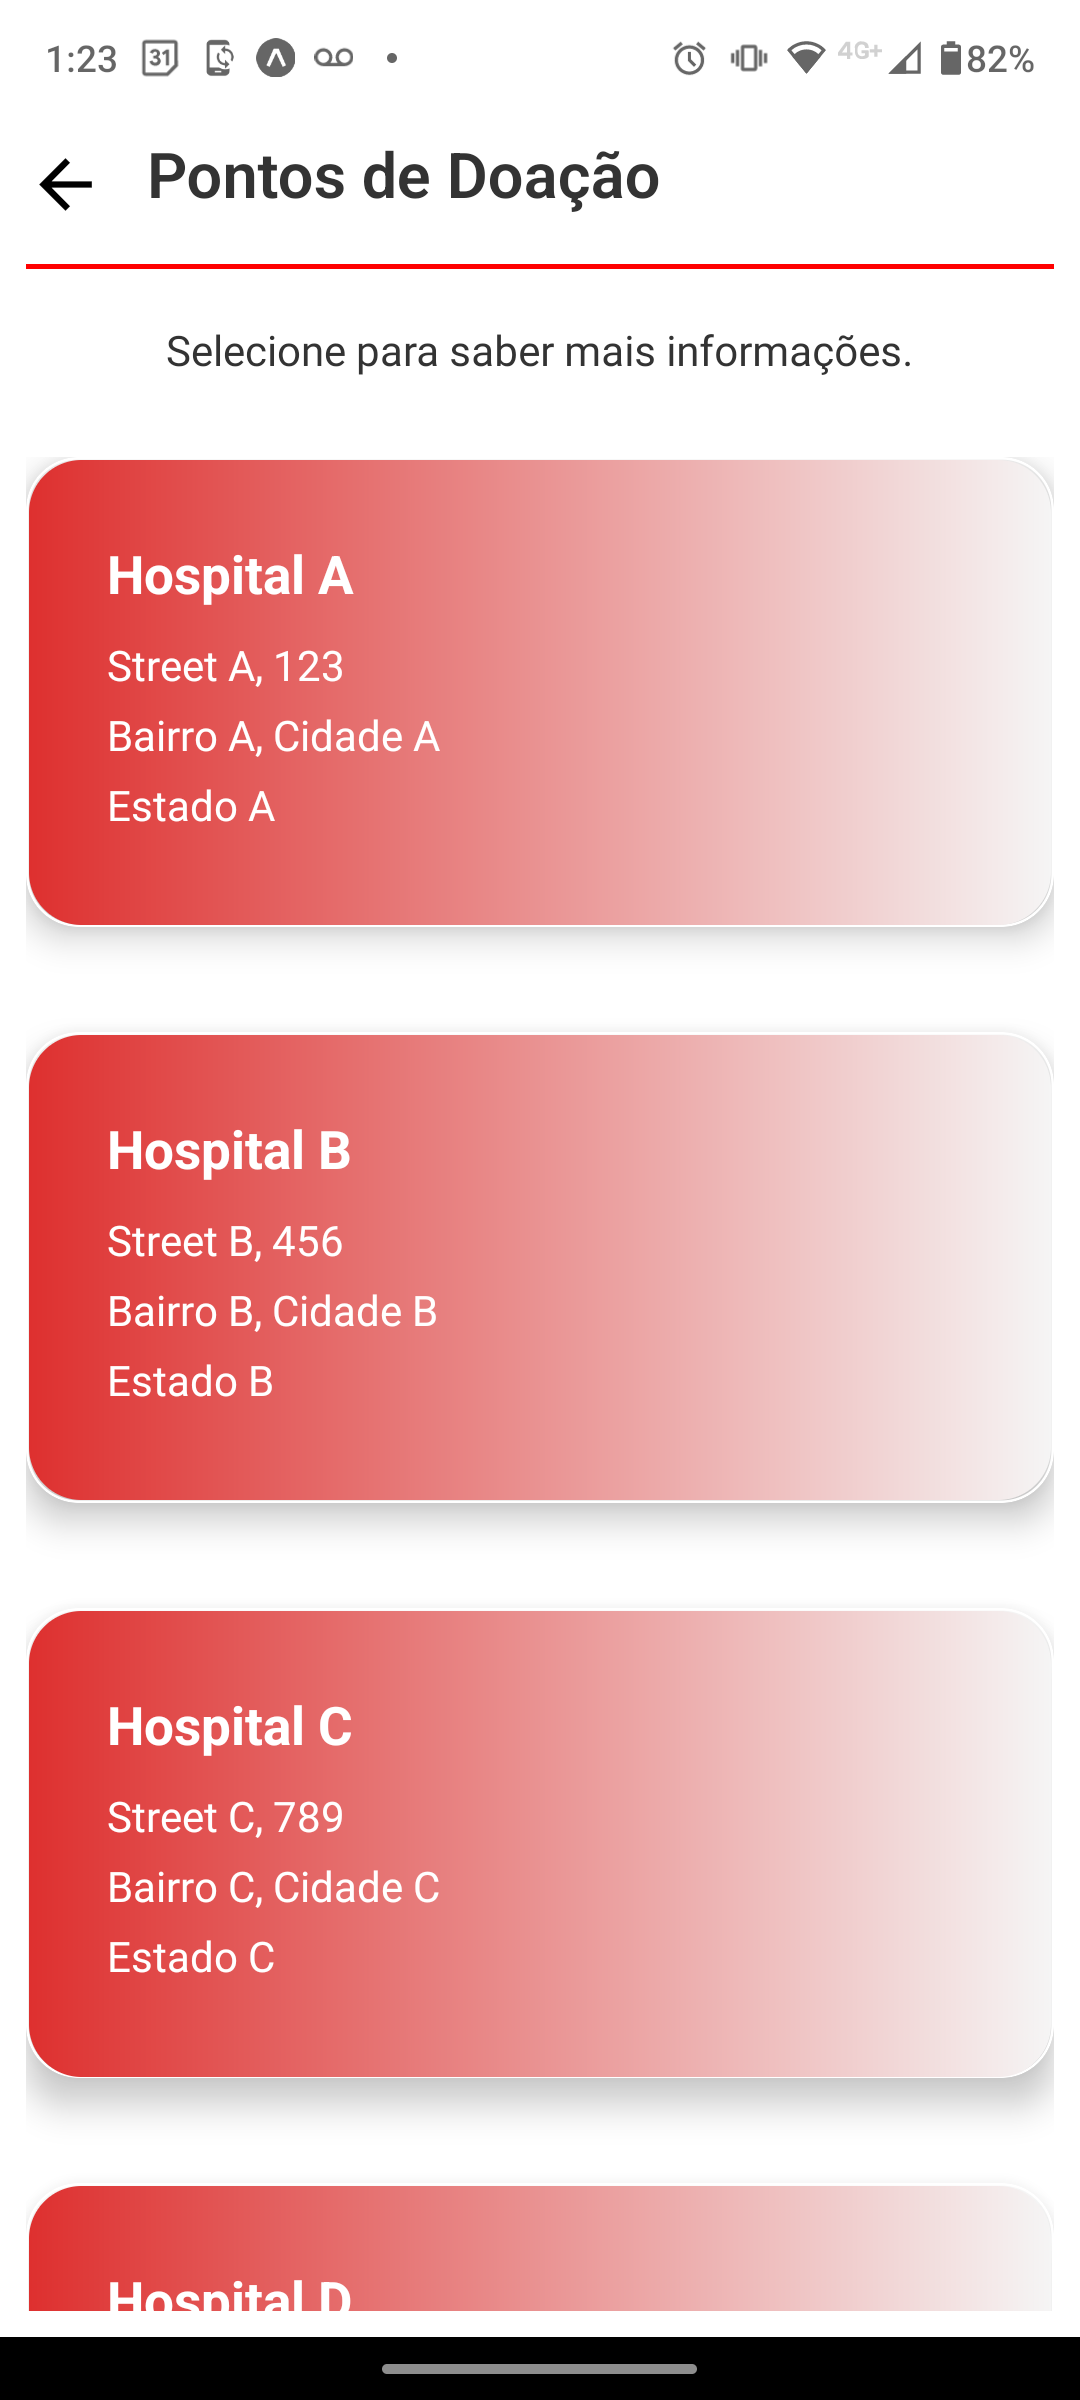 1:23 31 4G+ 82%
Pontos de Doação
Selecione para saber mais informações.
Hospital A
Street A, 123
Bairro A, Cidade A
Estado A
Hospital B
Street B, 456
Bairro B, Cidade B
Estado B
Hospital C
Street C, 789
Bairro C, Cidade C
Estado C
Hospital D